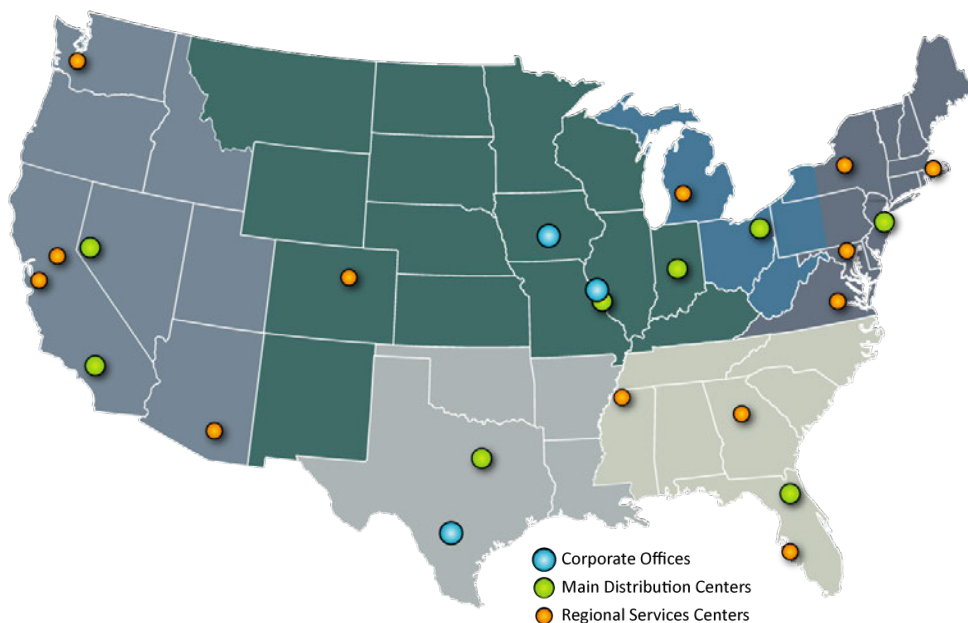 Corporate Offices
Main Distribution Centers
Regional Services Centers